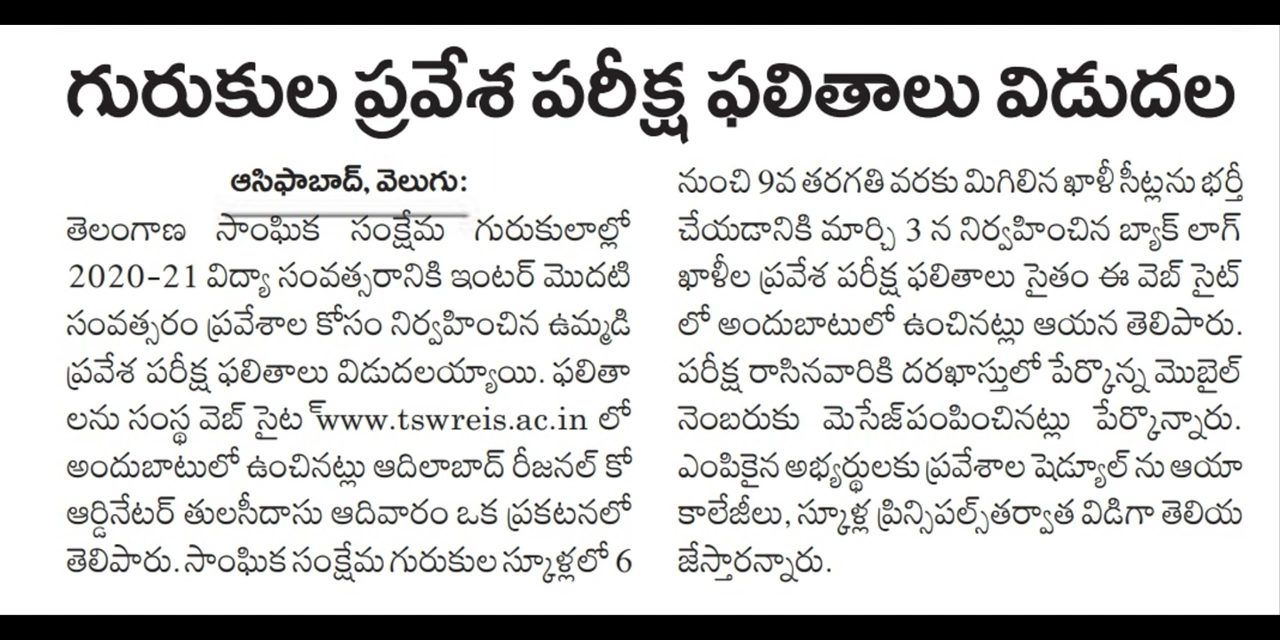 గురుకుల ప్రవేశ పరీక్ష ఫలితాలు విడుదల
ఆసిఫాబాద్, వెలుగు:
తెలంగాణ సాంఘిక సంక్షేమ గురుకులాల్లో
2020-21 విద్యా సంవత్సరానికి ఇంటర్ మొదటి
సంవత్సరం ప్రవేశాల కోసం నిర్వహించిన ఉమ్మడి
ప్రవేశ పరీక్ష ఫలితాలు విడుదలయ్యాయి. ఫలితా
లను సంస్థ వెబ్ సైట్ www.tswreis.ac.in లో
అందుబాటులో ఉంచినట్లు ఆదిలాబాద్ రీజనల్ కో
ఆర్డినేటర్ తులసీదాసు ఆదివారం ఒక ప్రకటనలో
తెలిపారు. సాంఘిక సంక్షేమ గురుకుల స్కూళ్లలో 6
నుంచి 9వ తరగతి వరకు మిగిలిన ఖాళీ సీట్లను భర్తీ
చేయడానికి మార్చి 3 న నిర్వహించిన బ్యాక్ లాగ్
ఖాళీల ప్రవేశ పరీక్ష ఫలితాలు సైతం ఈ వెబ్ సైట్
లో అందుబాటులో ఉంచినట్లు ఆయన తెలిపారు.
పరీక్ష రాసినవారికి దరఖాస్తులో పేర్కొన్న మొబైల్
నెంబరుకు మెసేజ్‌పంపించినట్లు పేర్కొన్నారు.
ఎంపికైన అభ్యర్థులకు ప్రవేశాల షెడ్యూల్ ను ఆయా
కాలేజీలు, స్కూళ్ల ప్రిన్సిపల్స్‌తర్వాత విడిగా తెలియ
జేస్తారన్నారు.